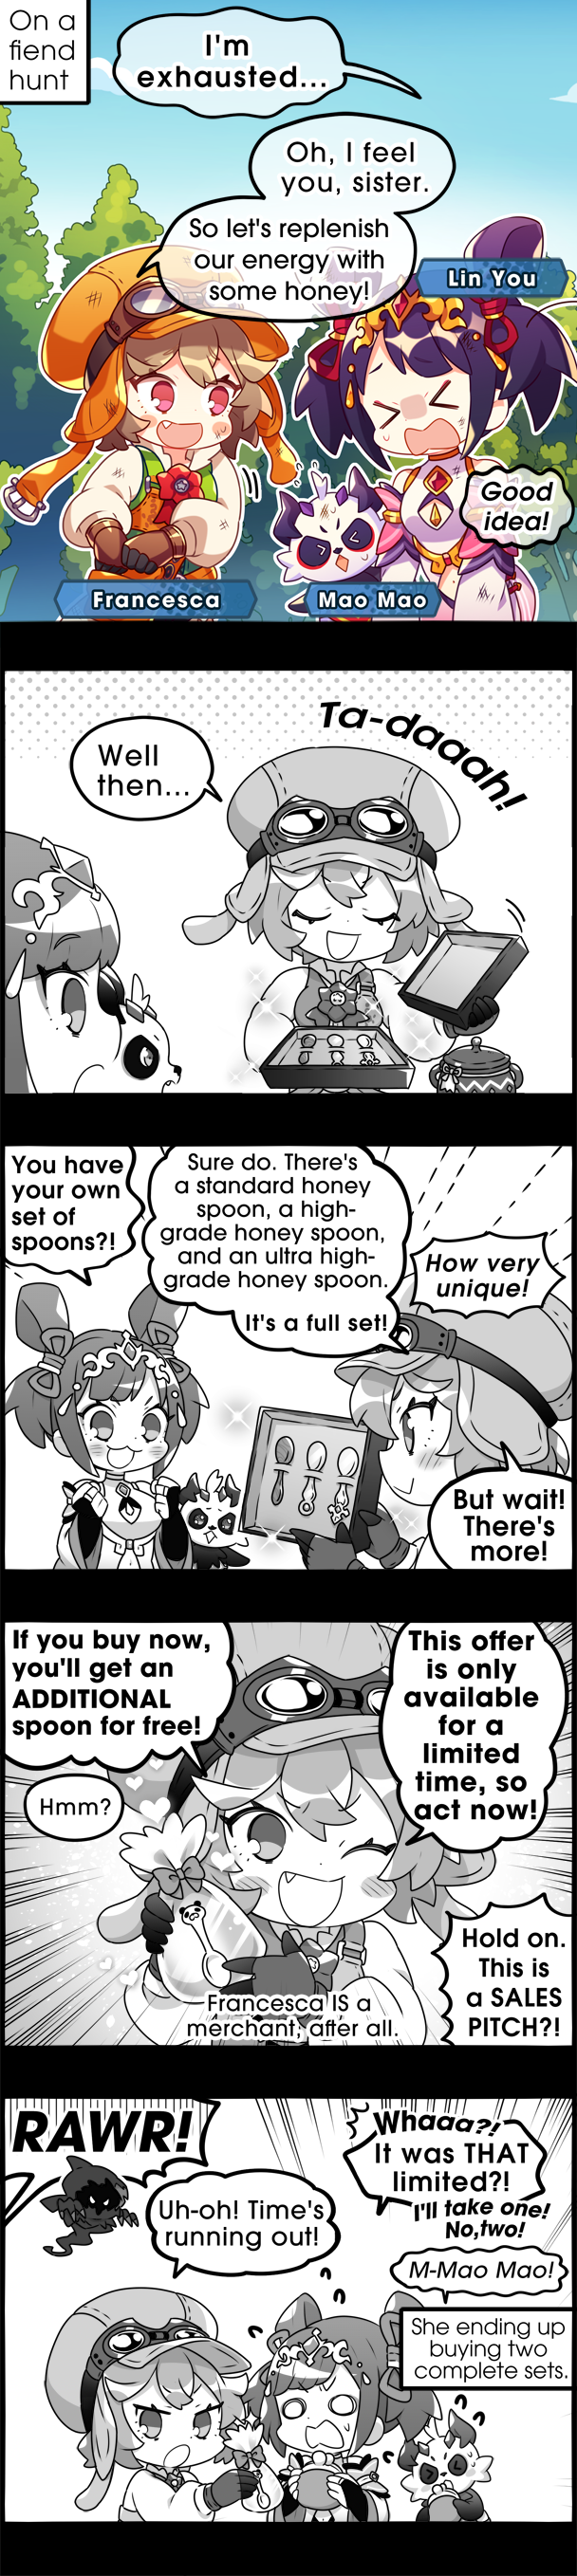 On a
fiend
hunt
I'm
exhausted...
Oh, I feel
you, sister.
So let's replenish
our energy with
some honey!
Lin You
Good
idea!
Francesca
Mao Mao
Ta-daaah!
Well
then...
You have
your own
set of
spoons?!
Sure do. There's
a standard honey
spoon, a high-
grade honey spoon,
and an ultra high-
grade honey spoon.
It's a full set!
How very
unique!
But wait!
There's
more!
If you buy now,
you'll get an
ADDITIONAL
spoon for free!
This offer
is only
available
for a
limited
time, so
act now!
Hmm?
Hold on.
This is
a SALES
PITCH?!
Francesca IS a
merchant, after all.
RAWR!
Whaaa?!
It was THAT
limited?!
I'll take one!
No,two!
Uh-oh! Time's
running out!
M-Mao Mao!
She ending up
buying two
complete sets.